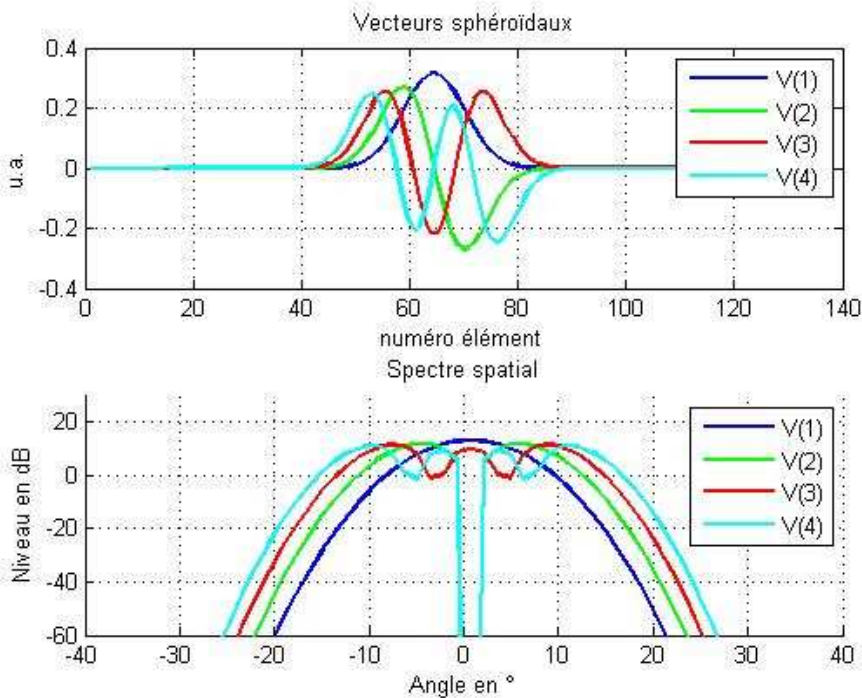 Vecteurs sphéroïdaux
0.4
0.2
0
-0.2
-0.4
u.a.
V(1)
V(2)
V(3)
V(4)
0 20 40 60 80 100 120 140
numéro élément
Spectre spatial
20
0
-20
-40
-60
Niveau en dB
V(1)
V(2)
V(3)
V(4)
-40 -30 -20 -10 0 10 20 30 40
Angle en °